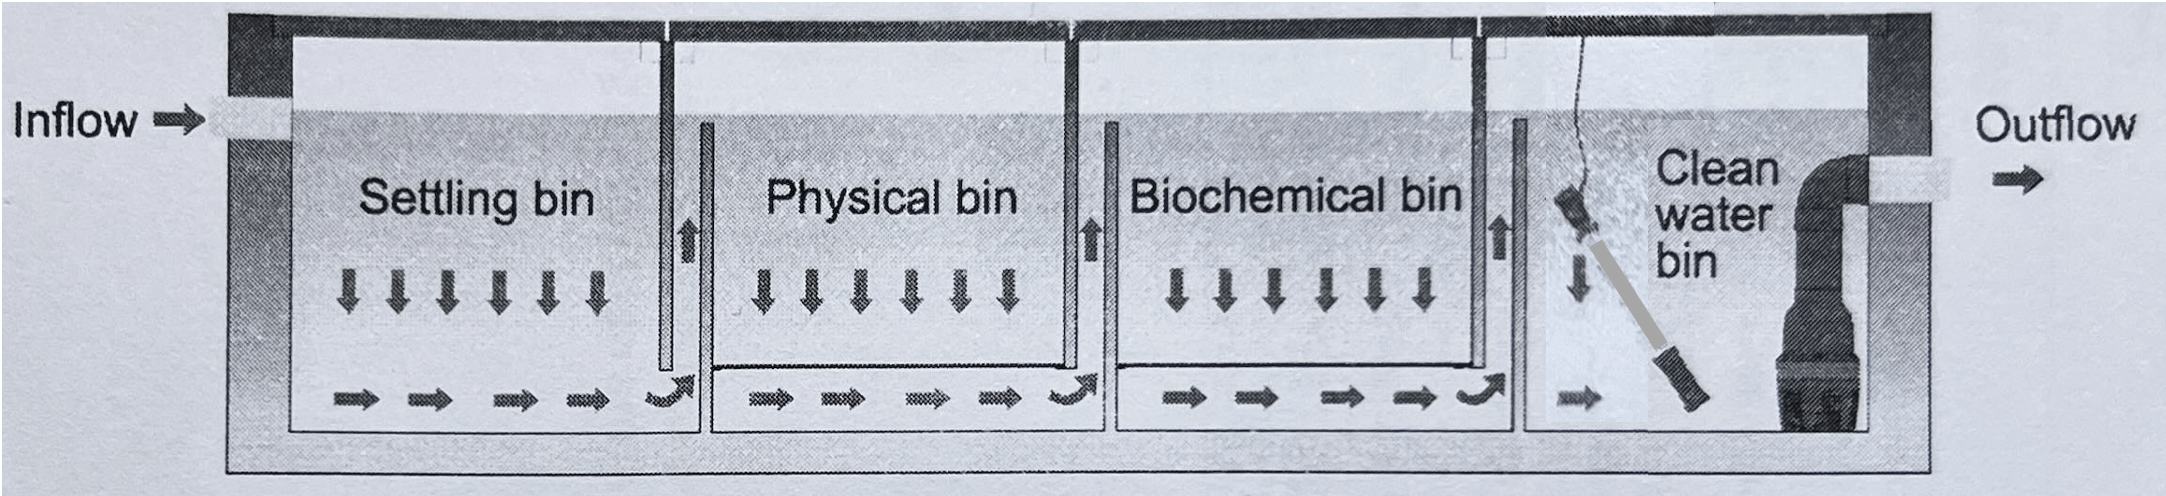 Inflow
Settling bin
Physical bin
Biochemical bin
Clean
water
bin
Outflow